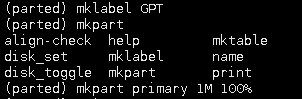 (parted) mklabel GPT
(parted) mkpart
align-check  help         mktable
disk_set     mklabel      name
disk_toggle  mkpart       print
(parted) mkpart primary 1M 100%